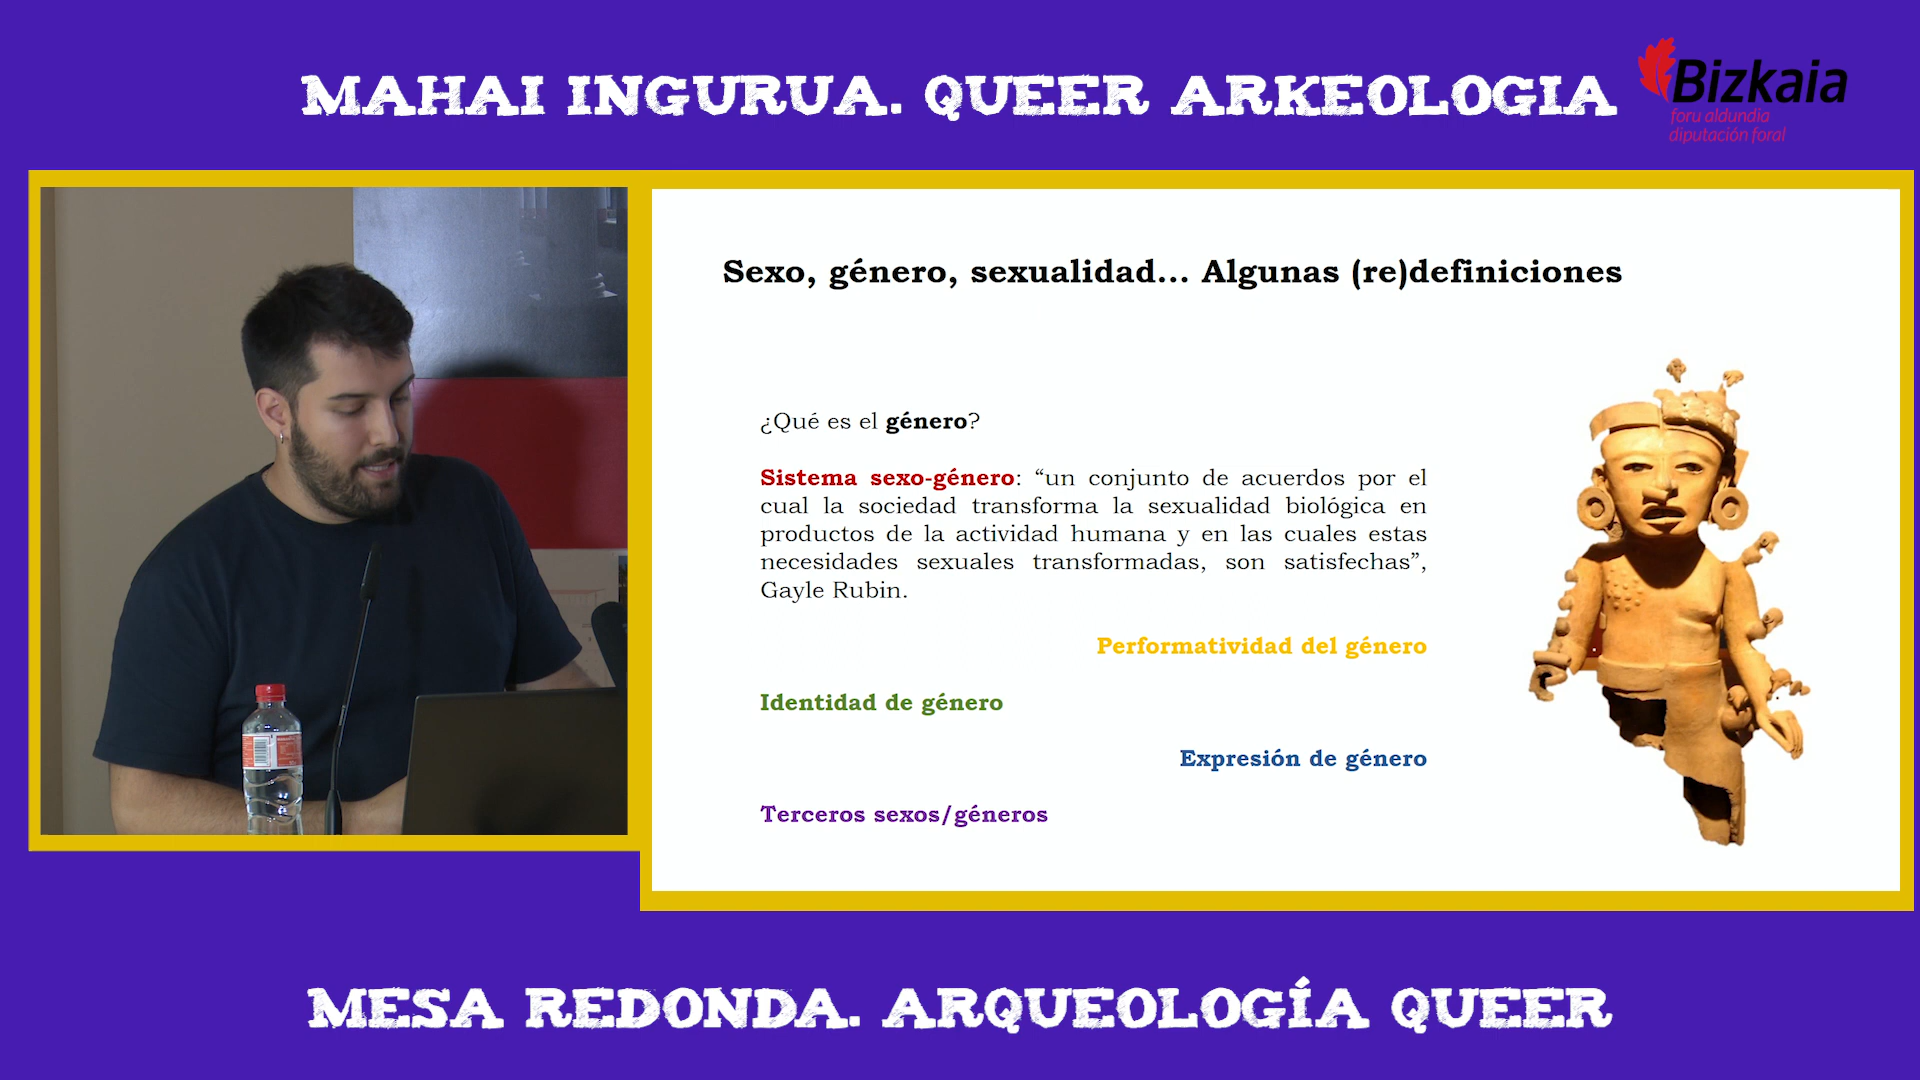 MAHAI INGURUA. QUEER ARKEOLOGIA
Bizkaia
foru aldundia
diputación foral
Sexo, género, sexualidad... Algunas (re)definiciones
¿Qué es el género?
Sistema sexo-género: “un conjunto de acuerdos por el
cual la sociedad transforma la sexualidad biológica en
productos de la actividad humana y en las cuales estas
necesidades sexuales transformadas, son satisfechas”,
Gayle Rubin.
Performatividad del género
Identidad de género
Expresión de género
Terceros sexos/géneros
MESA REDONDA. ARQUEOLOGÍA QUEER